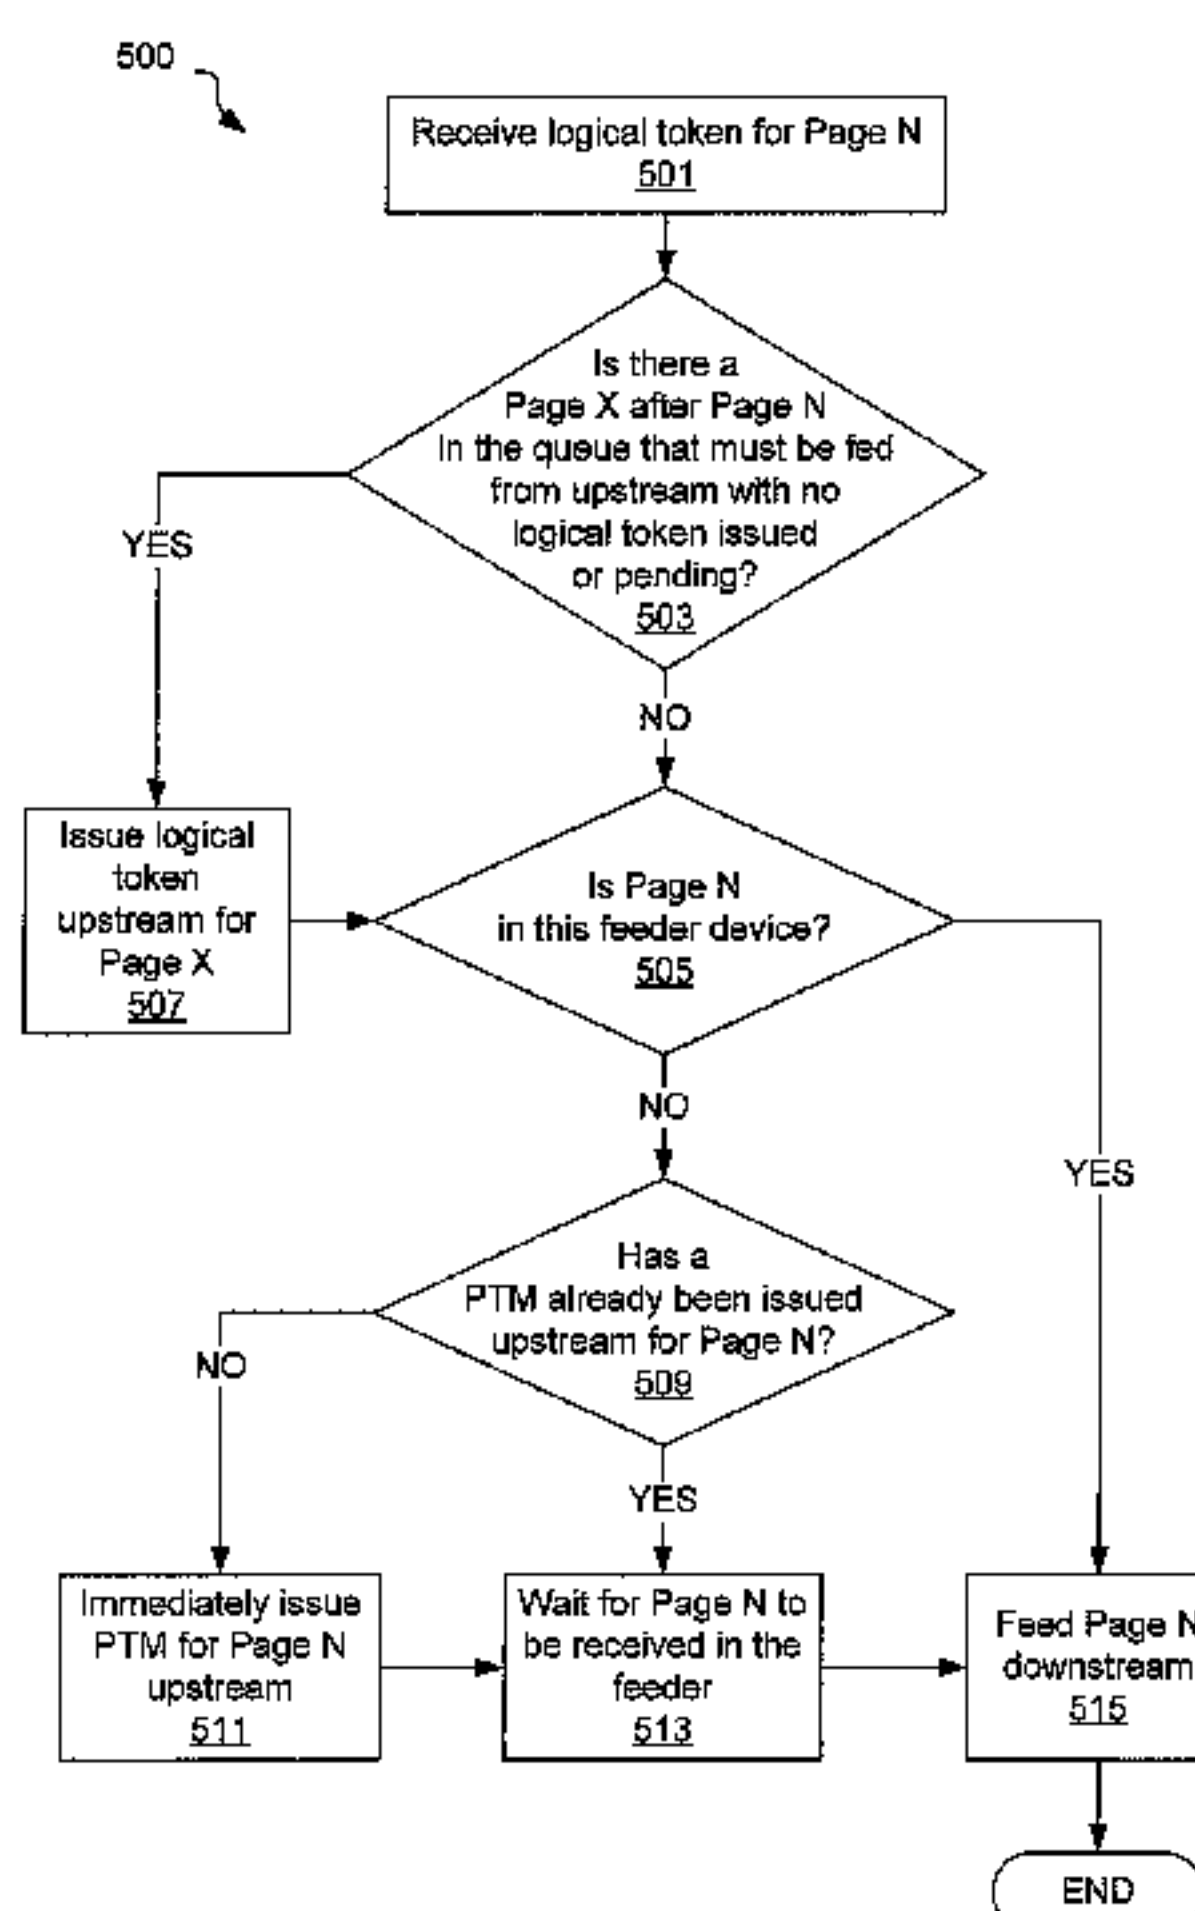 500
Receive logical token for Page N
501
Is there a
Page X after Page N
In the queue that must be fed
from upstream with no
logical token issued
or pending?
503
YES
NO
Issue logical
token
upstream for
Page X
507
Is Page N
in this feeder device?
505
NO
YES
Has a
PTM already been issued
upstream for Page N?
509
NO
YES
Immediately issue
PTM for Page N
upstream
511
Wait for Page N to
be received in the
feeder
513
Feed Page N
downstream
515
END